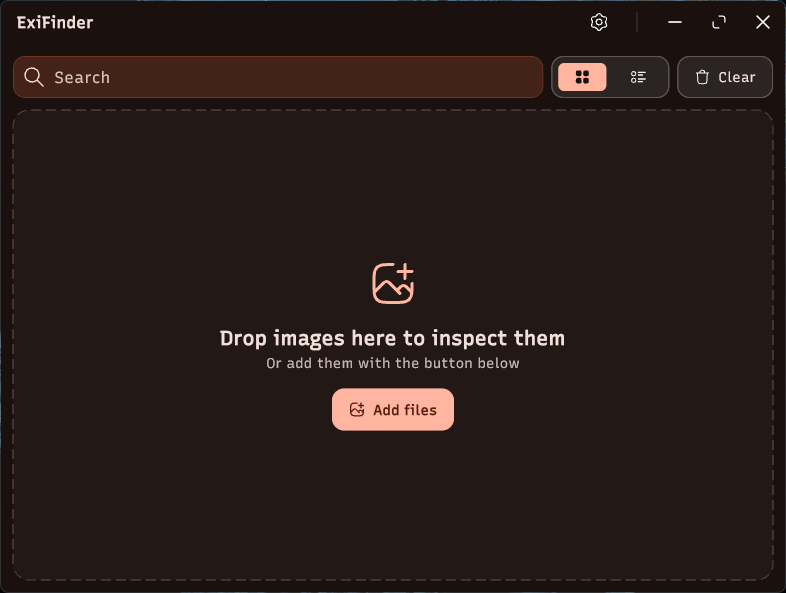 ExiFinder
Search
Clear
Drop images here to inspect them
Or add them with the button below
Add files